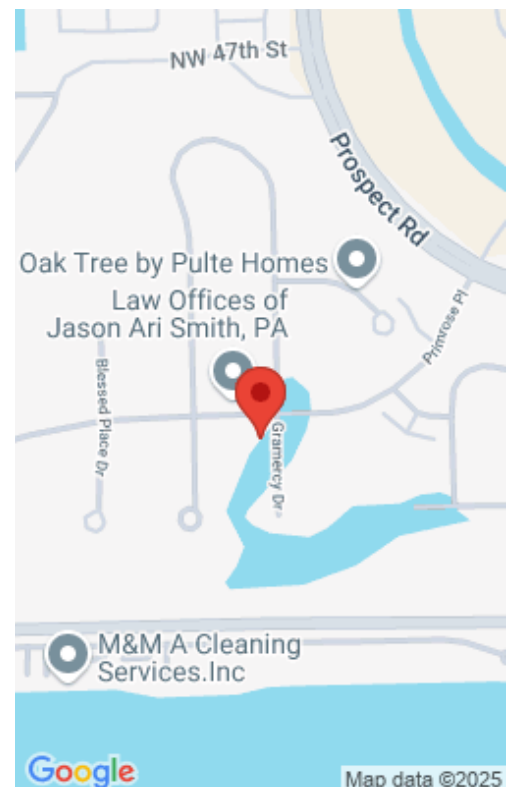 NW 47th St
Prospect Rd
Oak Tree by Pulte Homes
Law Offices of
Jason Ari Smith, PA
Primrose Pl
Blessed Place Dr
Gramercy Dr
M&M A Cleaning
Services.Inc
Google
Map data ©2025